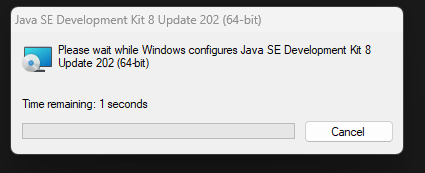 Java SE Development Kit 8 Update 202 (64-bit)
Please wait while Windows configures Java SE Development Kit 8
Update 202 (64-bit)
Time remaining: 1 seconds
Cancel